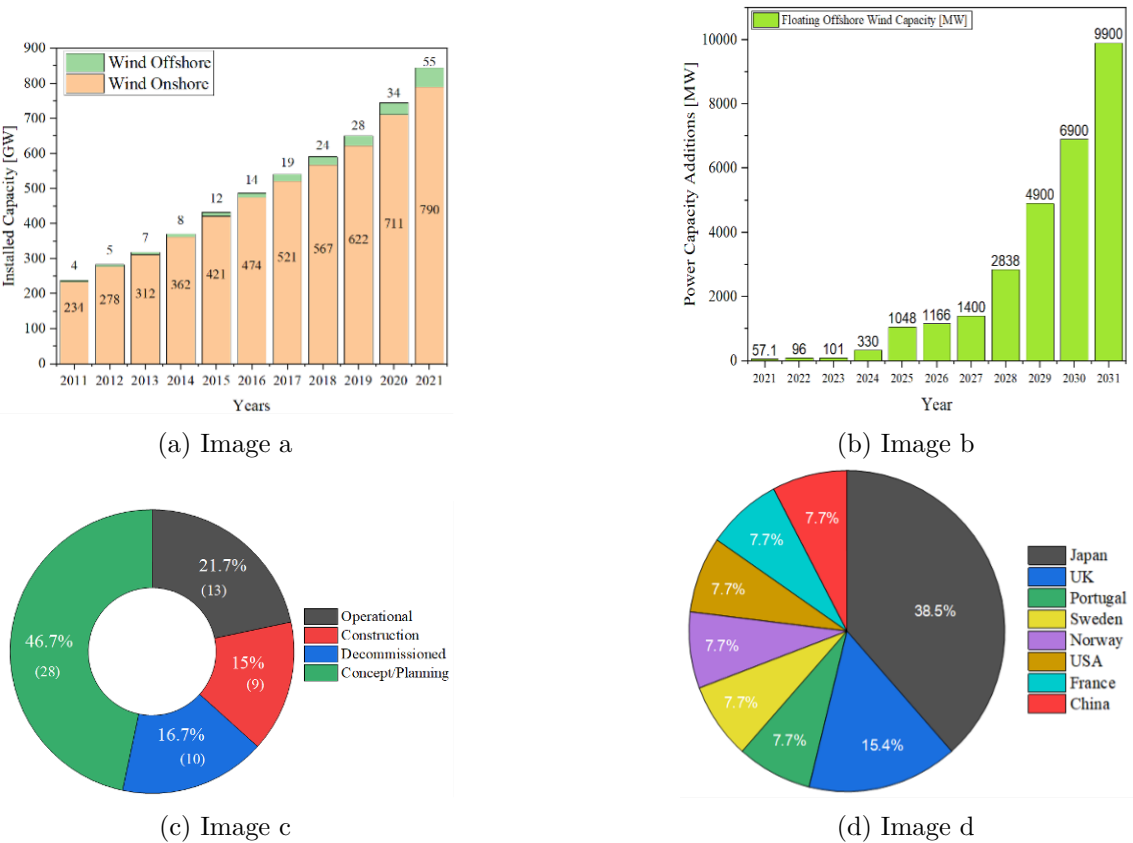 900
800
700
600
500
400
300
200
100
0
Installed Capacity [GW]
Wind Offshore
Wind Onshore
4
5
7
8
12
14
19
24
28
34
55
234
278
312
362
421
474
521
567
622
711
790
2011 2012 2013 2014 2015 2016 2017 2018 2019 2020 2021
Years
(a) Image a
10000
8000
6000
4000
2000
0
Power Capacity Additions [MW]
Floating Offshore Wind Capacity [MW]
57.1
96
101
330
1048
1166
1400
2838
4900
6900
9900
2021 2022 2023 2024 2025 2026 2027 2028 2029 2030 2031
Year
(b) Image b
21.7%
(13)
15%
(9)
16.7%
(10)
46.7%
(28)
Operational
Construction
Decommissioned
Concept/Planning
(c) Image c
38.5%
15.4%
7.7%
7.7%
7.7%
7.7%
7.7%
7.7%
Japan
UK
Portugal
Sweden
Norway
USA
France
China
(d) Image d